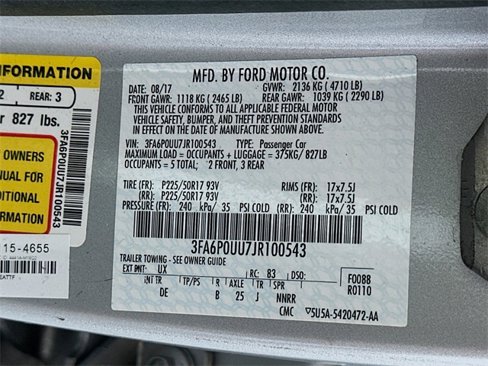 INFORMATION
2 REAR: 3
827 lbs.
3FA6P0UU7JR100543
OWNERS
MANUAL FOR
ADDITIONAL
15-4655
MFD. BY FORD MOTOR CO.
DATE: 08/17 GVWR: 2136 KG ( 4710 LB)
FRONT GAWR: 1118 KG ( 2465 LB) REAR GAWR: 1039 KG ( 2290 LB)
THIS VEHICLE CONFORMS TO ALL APPLICABLE FEDERAL MOTOR
VEHICLE SAFETY, BUMPER, AND THEFT PREVENTION STANDARDS
IN EFFECT ON THE DATE OF MANUFACTURE SHOWN ABOVE.
VIN: 3FA6P0UU7JR100543 TYPE: Passenger Car
MAXIMUM LOAD = OCCUPANTS + LUGGAGE = 375KG/ 827LB
OCCUPANTS = 5 TOTAL: 2 FRONT, 3 REAR
TIRE (FR): P225/50R17 93V RIMS (FR): 17x7.5J
(RR): P225/50R17 93V (RR): 17x7.5J
PRESSURE (FR): 240 kPa/ 35 PSI COLD (RR): 240 kPa/ 35 PSI COLD
3FA6P0UU7JR100543
TRAILER TOWING - SEE OWNER GUIDE
EXT PNT: UX RC: 83 DSO: F0088
R0110
INT TR TP/PS R AXLE TR SPR
DE B 25 J NNRR
CMC 5U5A-5420472-AA